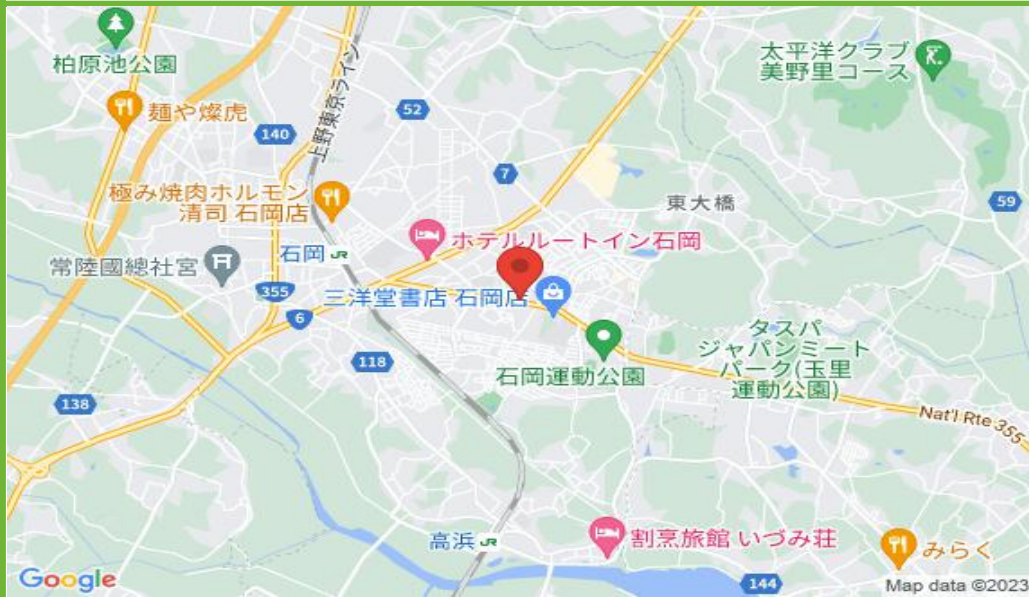 柏原池公園
太平洋クラブ
美野里コース
麺や燦虎
上野東京ライン
52
140
7
極み焼肉ホルモン
清司 石岡店
東大橋
59
ホテルルートイン石岡
石岡 JR
常陸國總社宮
355
三洋堂書店 石岡店
6
タスパ
ジャパンミート
パーク(玉里
運動公園)
118
石岡運動公園
138
Nat'l Rte 355
高浜 JR
割烹旅館 いづみ荘
みらく
Google
144
Map data ©2023